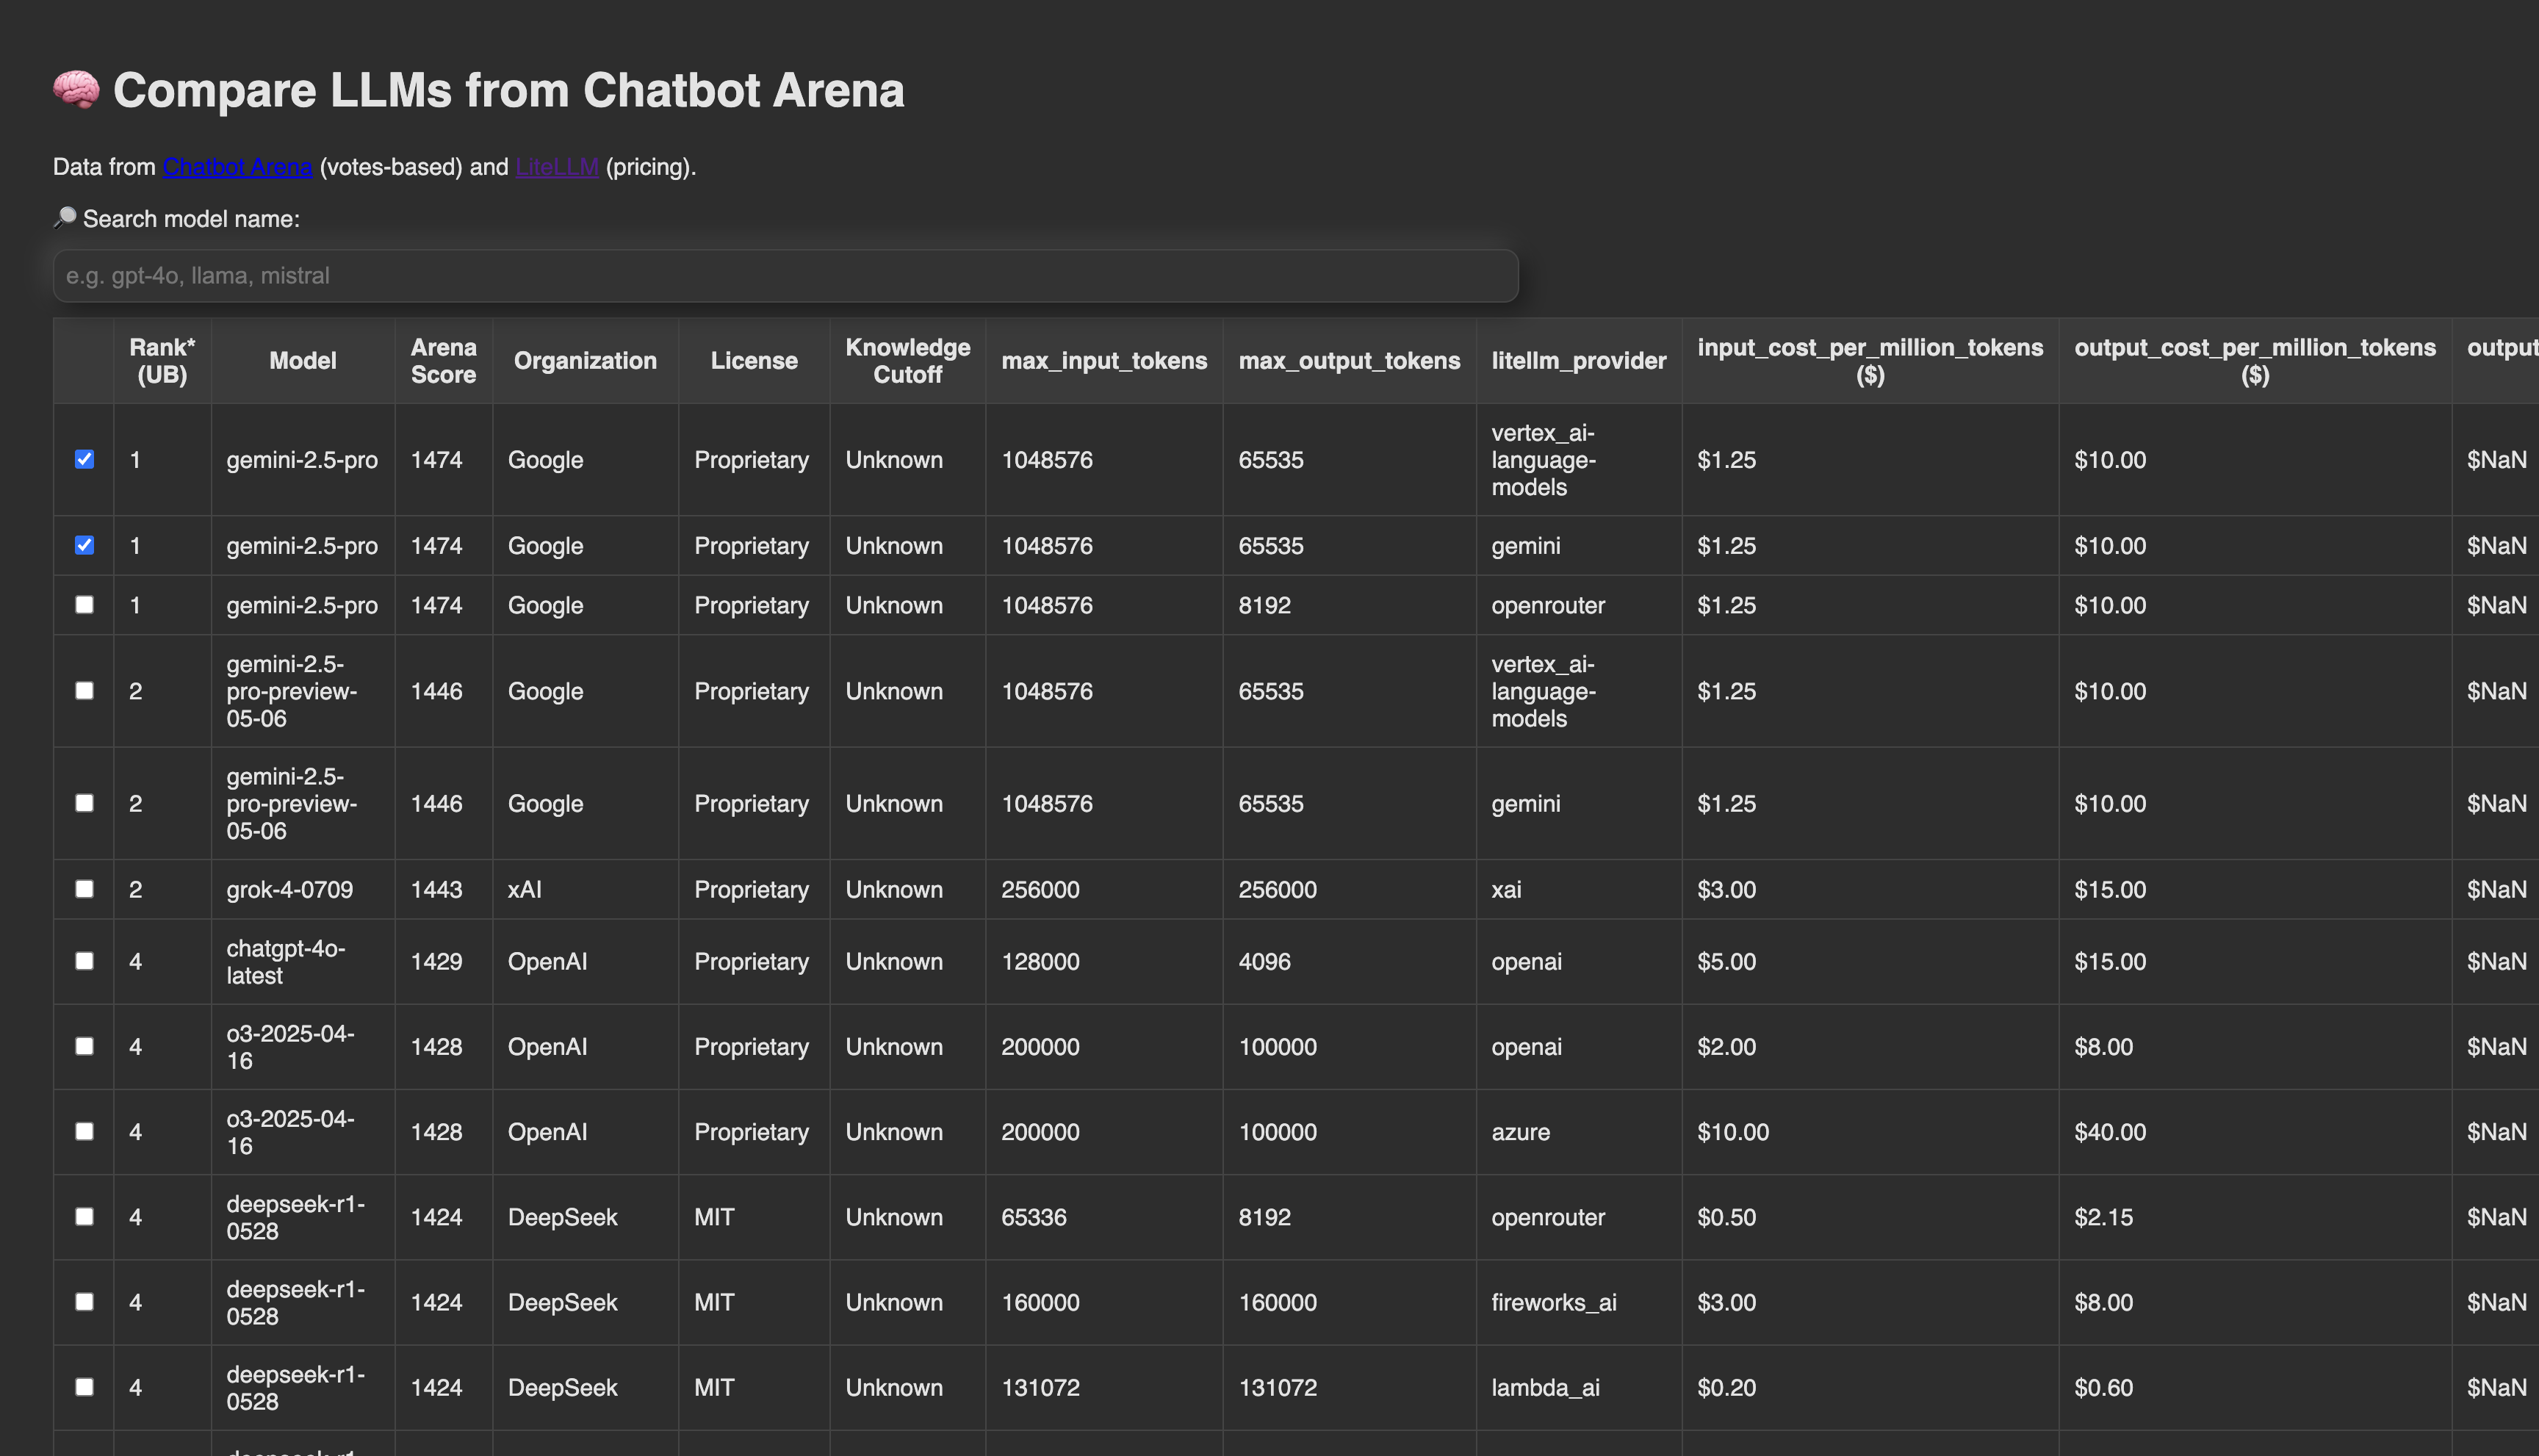 🧠 Compare LLMs from Chatbot Arena
Data from Chatbot Arena (votes-based) and LiteLLM (pricing).
🔎 Search model name:
e.g. gpt-4o, llama, mistral
Rank* (UB) Model Arena Score Organization License Knowledge Cutoff max_input_tokens max_output_tokens litellm_provider input_cost_per_million_tokens ($) output_cost_per_million_tokens ($) output
1 gemini-2.5-pro 1474 Google Proprietary Unknown 1048576 65535 vertex_ai-language-models $1.25 $10.00 $NaN
1 gemini-2.5-pro 1474 Google Proprietary Unknown 1048576 65535 gemini $1.25 $10.00 $NaN
1 gemini-2.5-pro 1474 Google Proprietary Unknown 1048576 8192 openrouter $1.25 $10.00 $NaN
2 gemini-2.5-pro-preview-05-06 1446 Google Proprietary Unknown 1048576 65535 vertex_ai-language-models $1.25 $10.00 $NaN
2 gemini-2.5-pro-preview-05-06 1446 Google Proprietary Unknown 1048576 65535 gemini $1.25 $10.00 $NaN
2 grok-4-0709 1443 xAI Proprietary Unknown 256000 256000 xai $3.00 $15.00 $NaN
4 chatgpt-4o-latest 1429 OpenAI Proprietary Unknown 128000 4096 openai $5.00 $15.00 $NaN
4 o3-2025-04-16 1428 OpenAI Proprietary Unknown 200000 100000 openai $2.00 $8.00 $NaN
4 o3-2025-04-16 1428 OpenAI Proprietary Unknown 200000 100000 azure $10.00 $40.00 $NaN
4 deepseek-r1-0528 1424 DeepSeek MIT Unknown 65336 8192 openrouter $0.50 $2.15 $NaN
4 deepseek-r1-0528 1424 DeepSeek MIT Unknown 160000 160000 fireworks_ai $3.00 $8.00 $NaN
4 deepseek-r1-0528 1424 DeepSeek MIT Unknown 131072 131072 lambda_ai $0.20 $0.60 $NaN